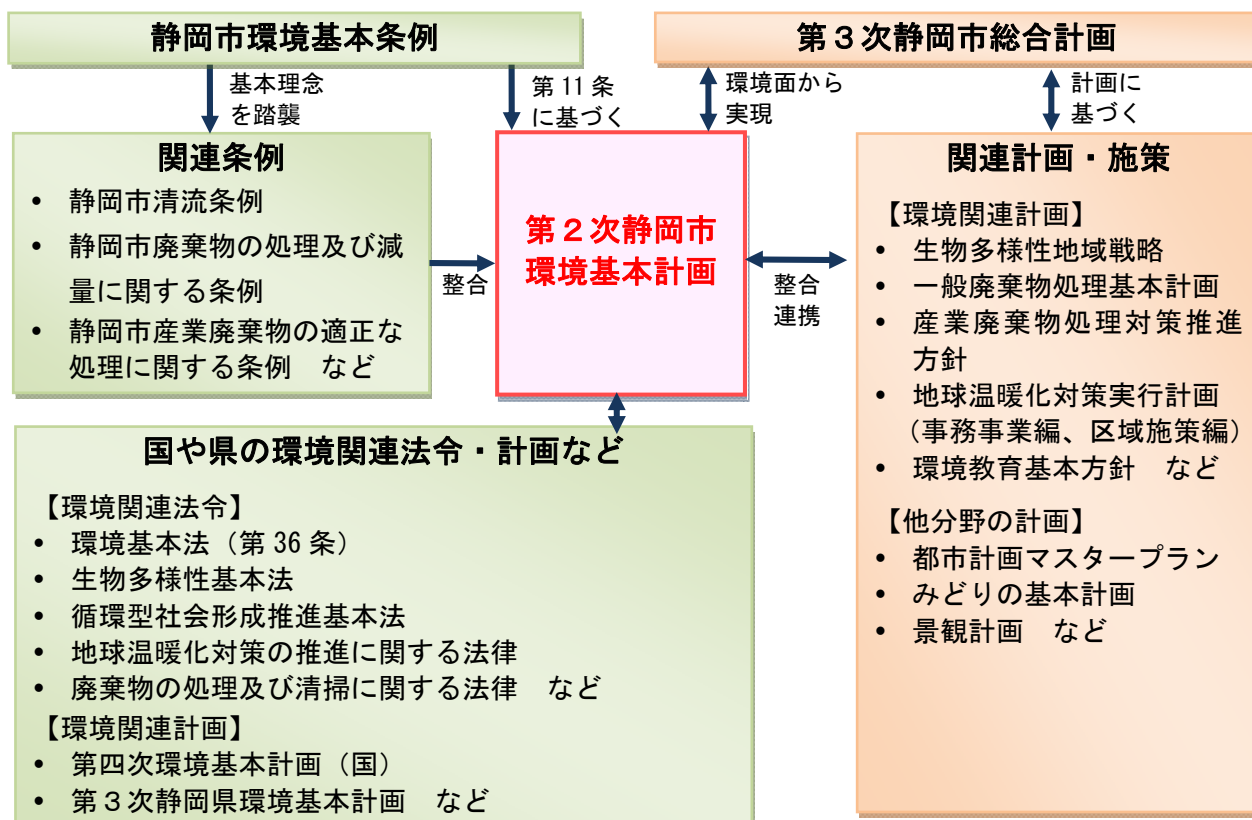 静岡市環境基本条例
第３次静岡市総合計画
基本理念
を踏襲
第 11 条
に基づく
環境面から
実現
計画に
基づく
関連条例
• 静岡市清流条例
• 静岡市廃棄物の処理及び減
量に関する条例
• 静岡市産業廃棄物の適正な
処理に関する条例　など
整合
第２次静岡市
環境基本計画
整合
連携
関連計画・施策
【環境関連計画】
• 生物多様性地域戦略
• 一般廃棄物処理基本計画
• 産業廃棄物処理対策推進
方針
• 地球温暖化対策実行計画
（事務事業編、区域施策編）
• 環境教育基本方針　など
【他分野の計画】
• 都市計画マスタープラン
• みどりの基本計画
• 景観計画　など
国や県の環境関連法令・計画など
【環境関連法令】
• 環境基本法（第 36 条）
• 生物多様性基本法
• 循環型社会形成推進基本法
• 地球温暖化対策の推進に関する法律
• 廃棄物の処理及び清掃に関する法律　など
【環境関連計画】
• 第四次環境基本計画（国）
• 第３次静岡県環境基本計画　など